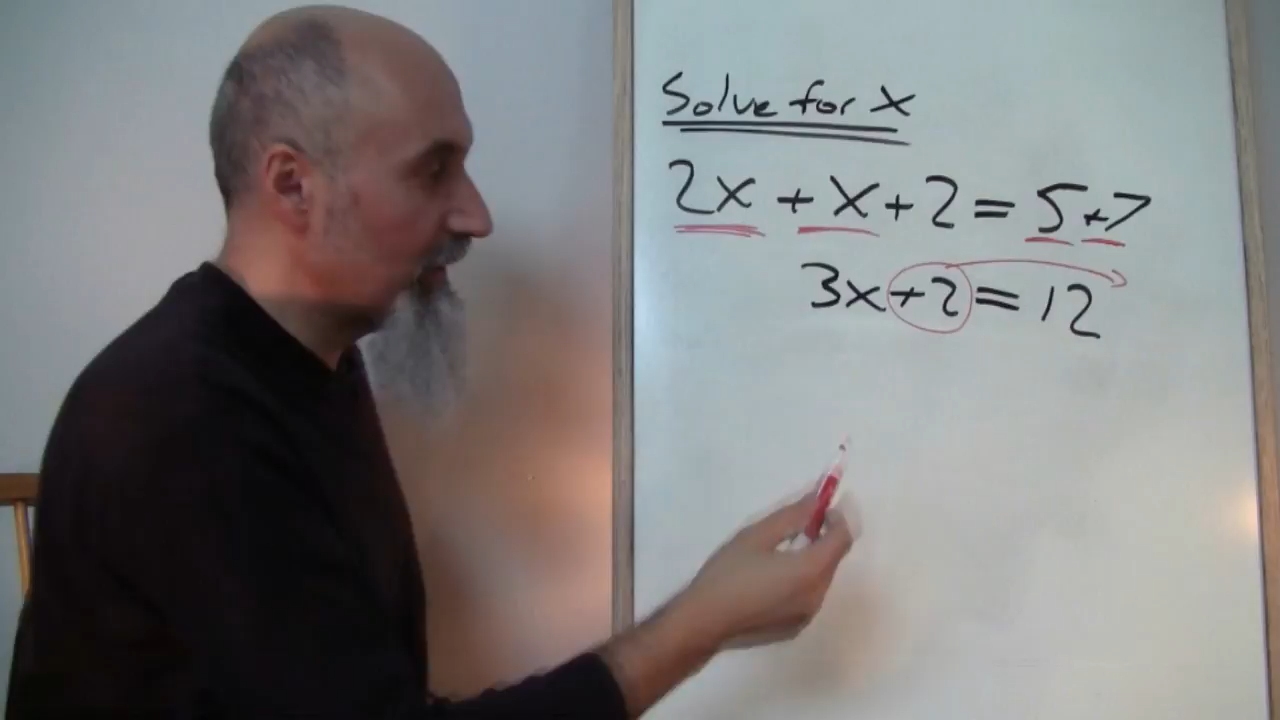 Solve for x
2x + x + 2 = 5 + 7
3x + 2 = 12